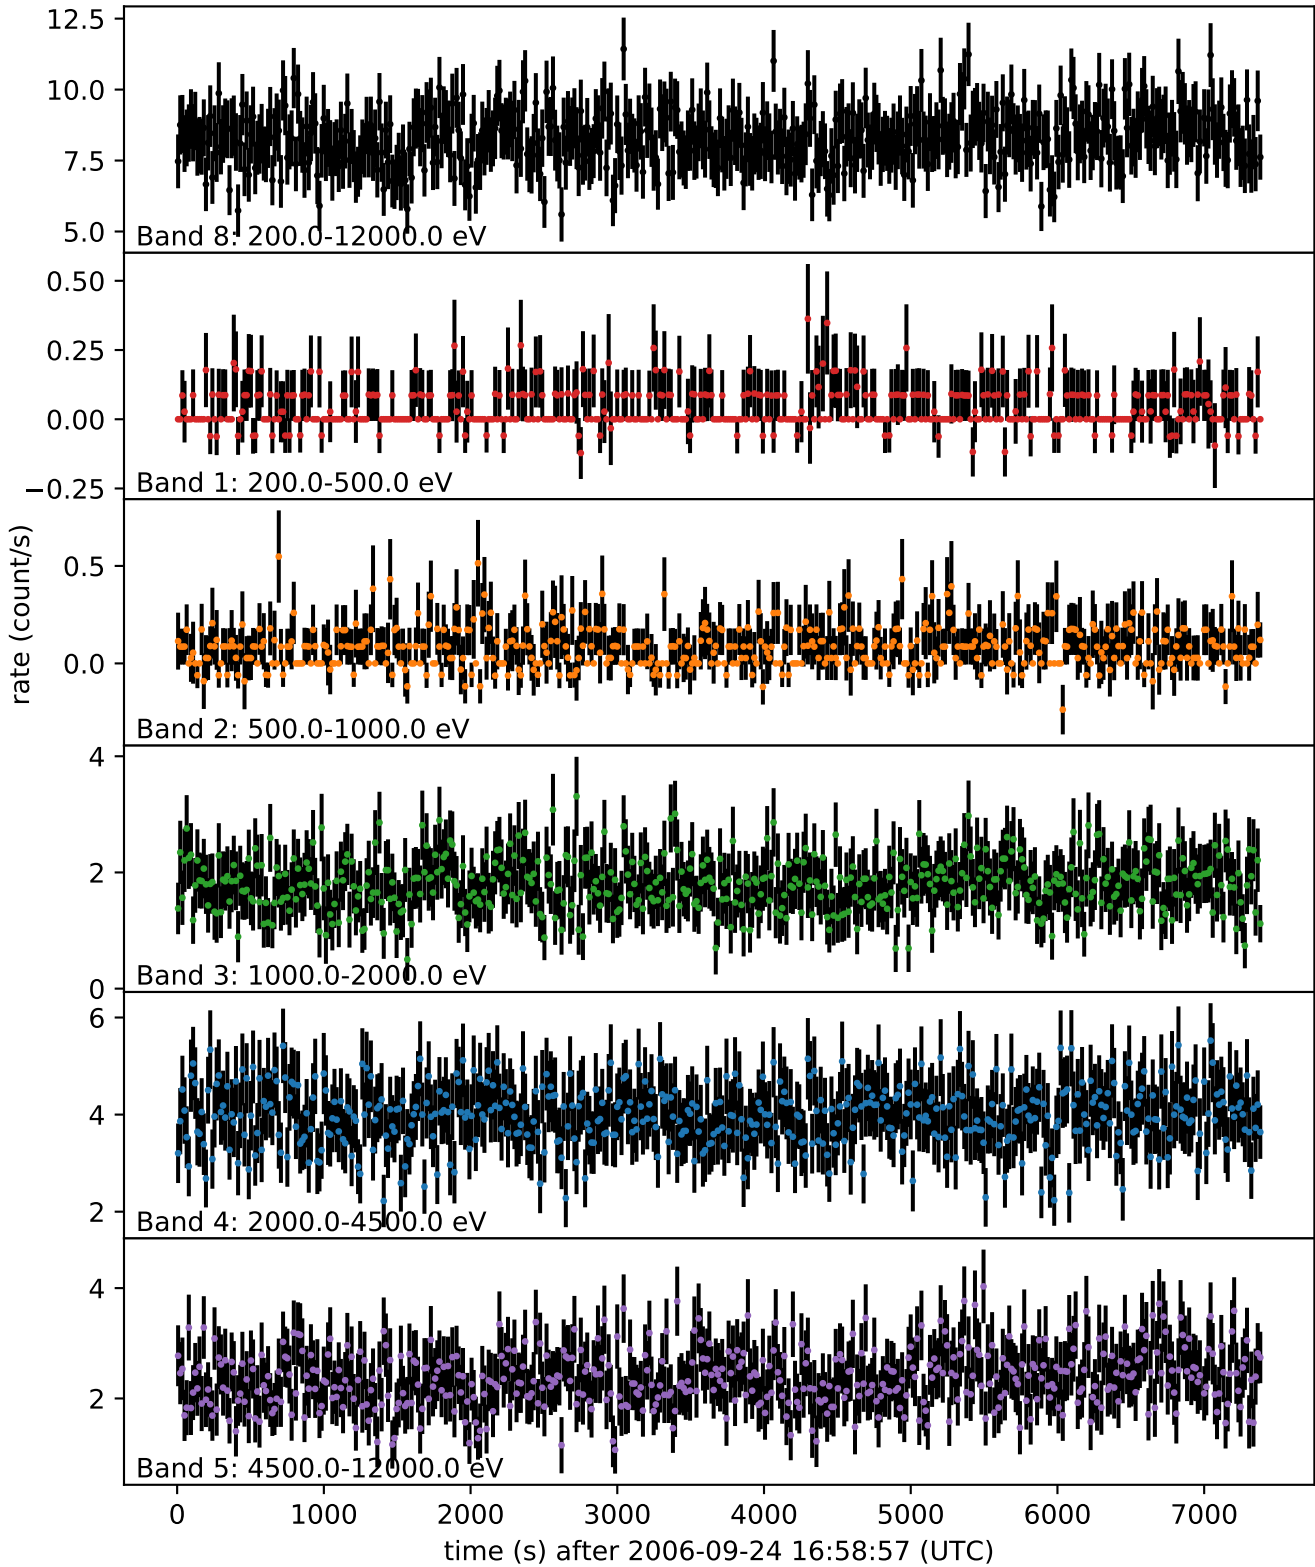 12.5
10.0
7.5
5.0
Band 8: 200.0-12000.0 eV
0.50
0.25
0.00
−0.25
Band 1: 200.0-500.0 eV
0.5
0.0
Band 2: 500.0-1000.0 eV
rate (count/s)
4
2
0
Band 3: 1000.0-2000.0 eV
6
4
2
Band 4: 2000.0-4500.0 eV
4
2
Band 5: 4500.0-12000.0 eV
0 1000 2000 3000 4000 5000 6000 7000
time (s) after 2006-09-24 16:58:57 (UTC)